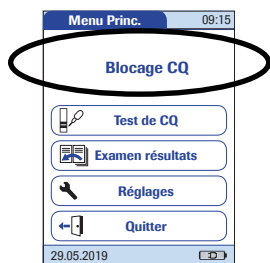 Menu Princ. 09:15
Blocage CQ
Test de CQ
Examen résultats
Réglages
Quitter
29.05.2019